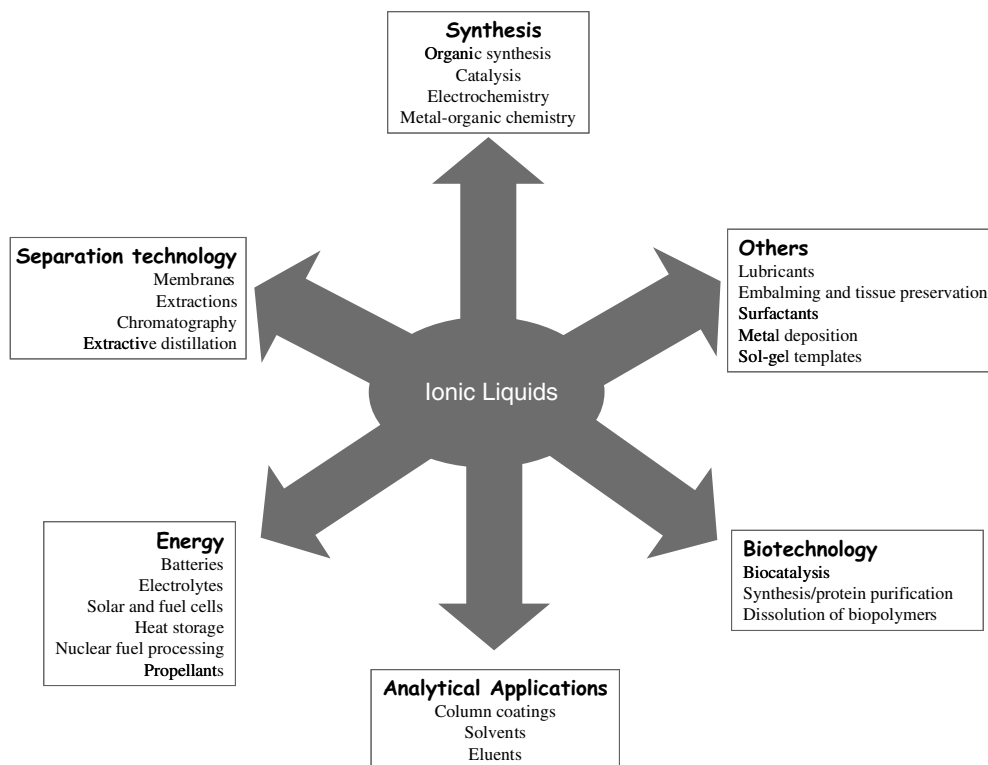 Synthesis
Organic synthesis
Catalysis
Electrochemistry
Metal-organic chemistry
Separation technology
Membranes
Extractions
Chromatography
Extractive distillation
Others
Lubricants
Embalming and tissue preservation
Surfactants
Metal deposition
Sol-gel templates
Ionic Liquids
Energy
Batteries
Electrolytes
Solar and fuel cells
Heat storage
Nuclear fuel processing
Propellants
Biotechnology
Biocatalysis
Synthesis/protein purification
Dissolution of biopolymers
Analytical Applications
Column coatings
Solvents
Eluents